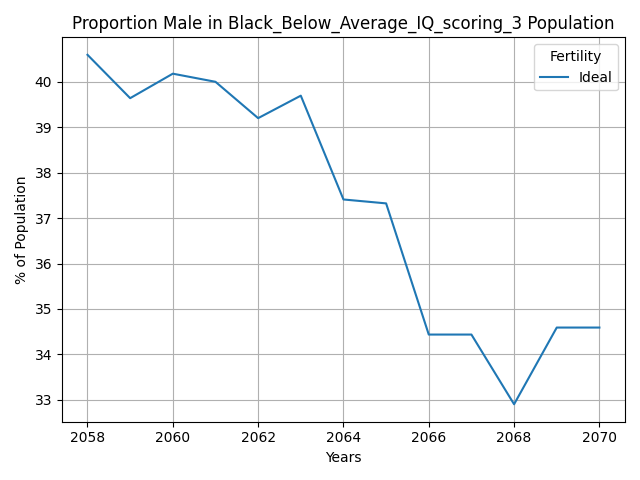 Proportion Male in Black_Below_Average_IQ_scoring_3 Population
Fertility
Ideal
40
39
38
37
36
35
34
33
% of Population
2058 2060 2062 2064 2066 2068 2070
Years